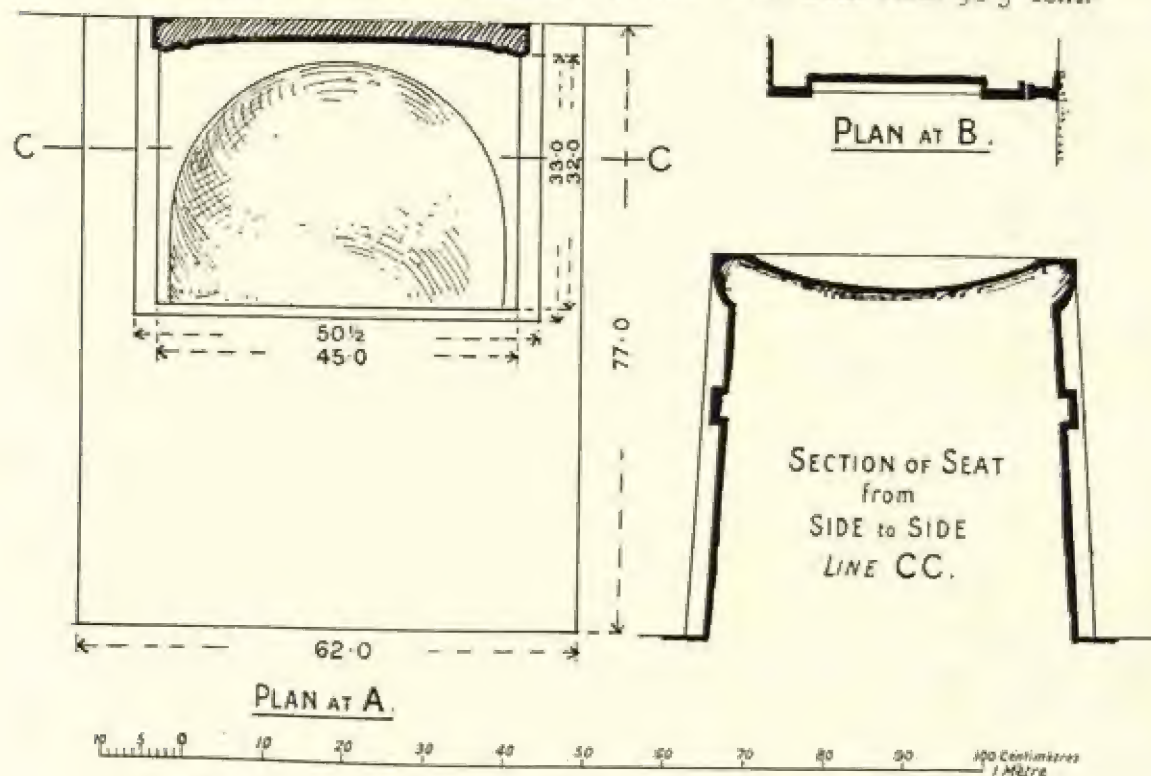 PLAN AT B.
C
C
33·0
32·0
77·0
50½
45·0
SECTION OF SEAT
from
SIDE to SIDE
LINE CC.
62·0
PLAN AT A.
10 5 0 10 20 30 40 50 60 70 80 90 100 Centimètres
1 Mètre